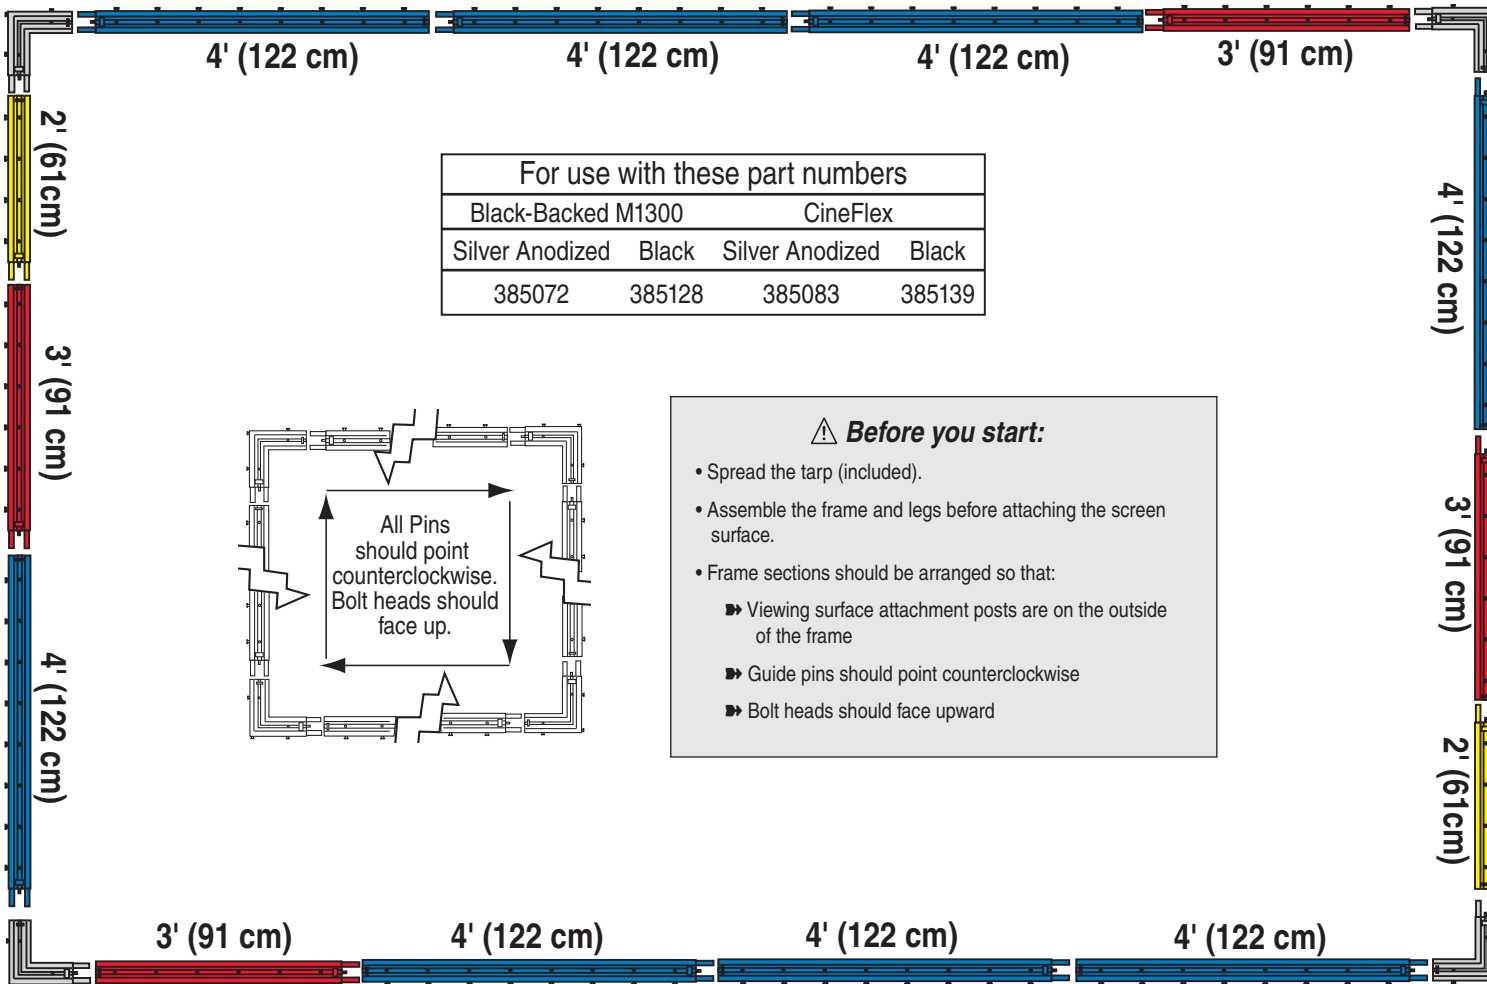 4' (122 cm)
4' (122 cm)
4' (122 cm)
3' (91 cm)
2' (61cm)
3' (91 cm)
4' (122 cm)
4' (122 cm)
3' (91 cm)
2' (61cm)
For use with these part numbers
Black-Backed M1300 CineFlex
Silver Anodized Black Silver Anodized Black
385072 385128 385083 385139
All Pins
should point
counterclockwise.
Bolt heads should
face up.
Before you start:
• Spread the tarp (included).
• Assemble the frame and legs before attaching the screen
surface.
• Frame sections should be arranged so that:
Viewing surface attachment posts are on the outside
of the frame
Guide pins should point counterclockwise
Bolt heads should face upward
3' (91 cm)
4' (122 cm)
4' (122 cm)
4' (122 cm)